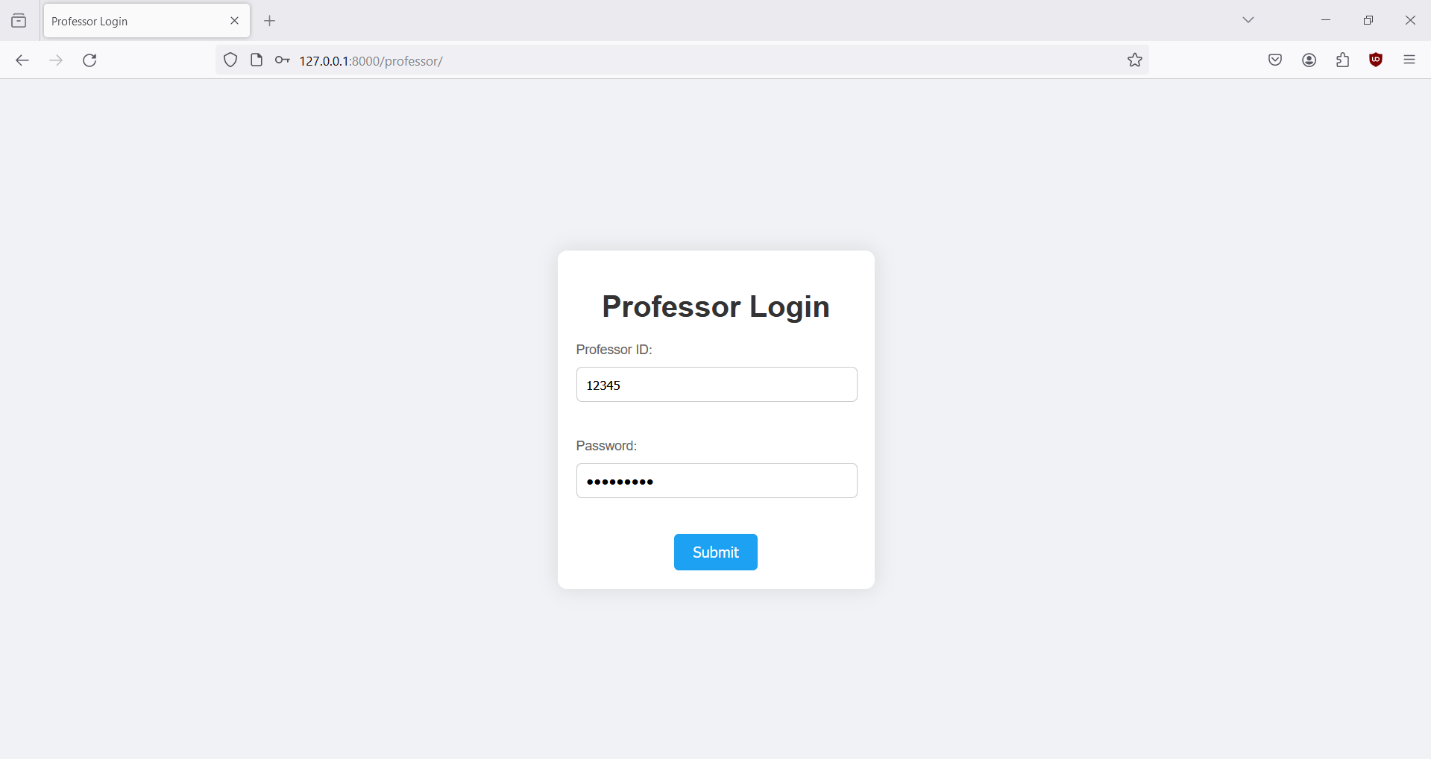 Professor Login
127.0.0.1:8000/professor/
Professor Login
Professor ID:
12345
Password:
•••••••••
Submit